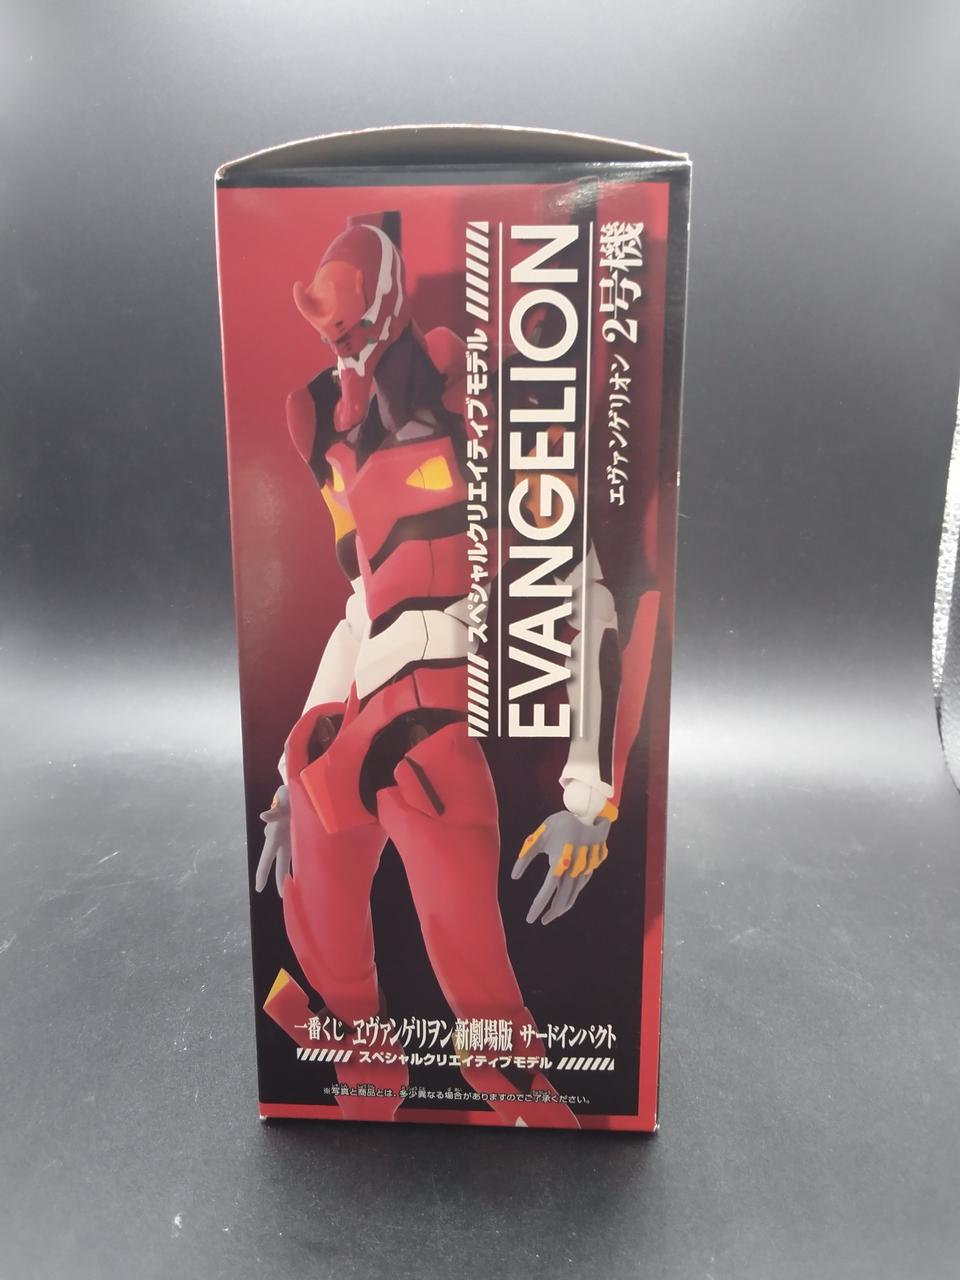 エヴァンゲリオン 2号機
EVANGELION
スペシャルクリエイティブモデル
一番くじ ヱヴァンゲリヲン新劇場版 サードインパクト
スペシャルクリエイティブモデル
※写真と商品とは、多少異なる場合がありますのでご了承ください。